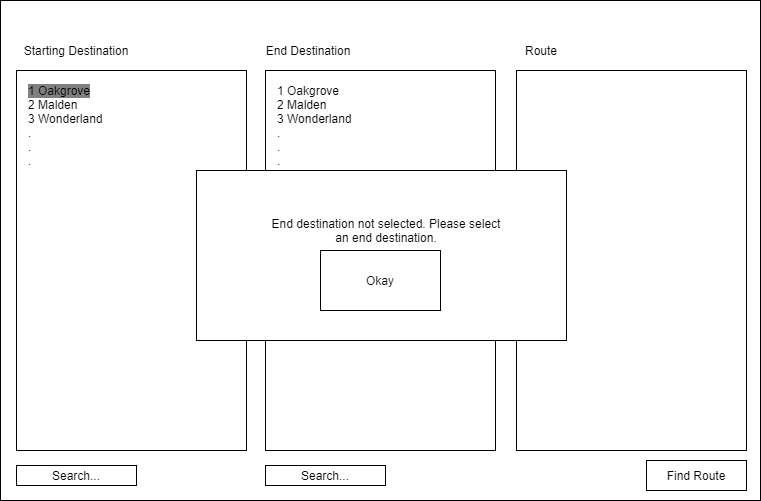 Starting Destination
End Destination
Route
1 Oakgrove
2 Malden
3 Wonderland
.
.
.
1 Oakgrove
2 Malden
3 Wonderland
.
.
.
End destination not selected. Please select
an end destination.
Okay
Search...
Search...
Find Route